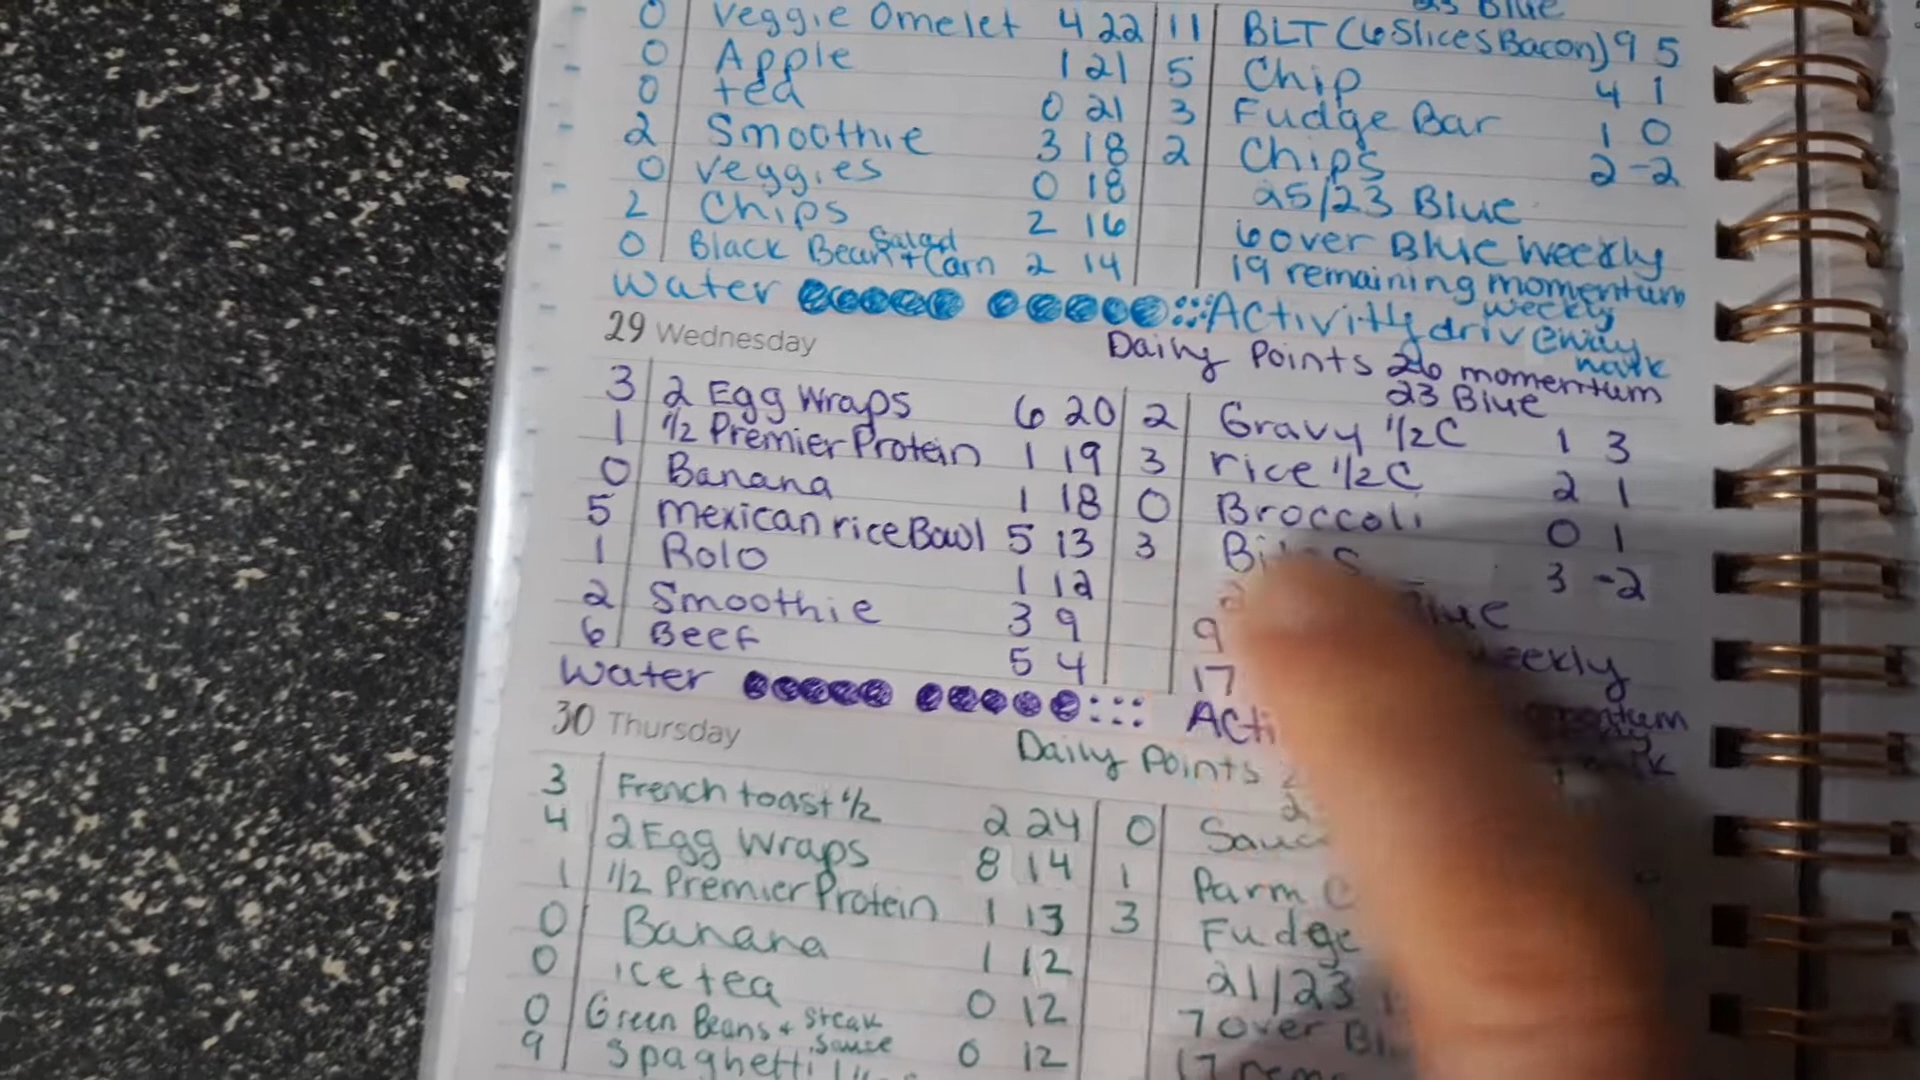 23 Blue
0 Veggie Omelet 4 22 11 BLT (6 Slices Bacon) 9 5
0 Apple 1 21 5 Chip 4 1
0 tea 0 21 3 Fudge Bar 1 0
2 Smoothie 3 18 2 Chips 2 -2
0 Veggies 0 18 25/23 Blue
2 Chips 2 16 6 over Blue weekly
0 Black Bean + Corn Salad 2 14 19 remaining momentum weekly
Water Activity driveway walk
29 Wednesday Daily Points 26 momentum
23 Blue
3 2 Egg Wraps 6 20 2 Gravy 1/2 C 1 3
1 1/2 Premier Protein 1 19 3 rice 1/2 C 2 1
0 Banana 1 18 0 Broccoli 0 1
5 mexican rice Bowl 5 13 3 3 -2
1 Rolo 1 12
2 Smoothie 3 9 9 weekly
6 Beef 5 4 17
Water
30 Thursday Daily Points
3 French toast 1/2 2 24 0
4 2 Egg Wraps 8 14 1 Parm
1 1/2 Premier Protein 1 13 3 Fudge
0 Banana 1 12 21/23
0 ice tea 0 12 7 over
0 Green Beans + Steak Sauce 0 12 17
9 Spaghetti